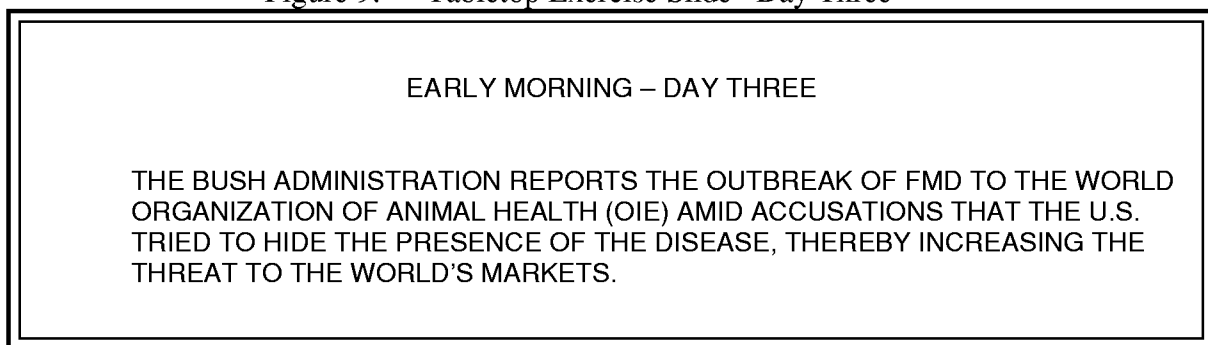 Figure 9. Tabletop Exercise Slide - Day Three
EARLY MORNING – DAY THREE
THE BUSH ADMINISTRATION REPORTS THE OUTBREAK OF FMD TO THE WORLD
ORGANIZATION OF ANIMAL HEALTH (OIE) AMID ACCUSATIONS THAT THE U.S.
TRIED TO HIDE THE PRESENCE OF THE DISEASE, THEREBY INCREASING THE
THREAT TO THE WORLD'S MARKETS.